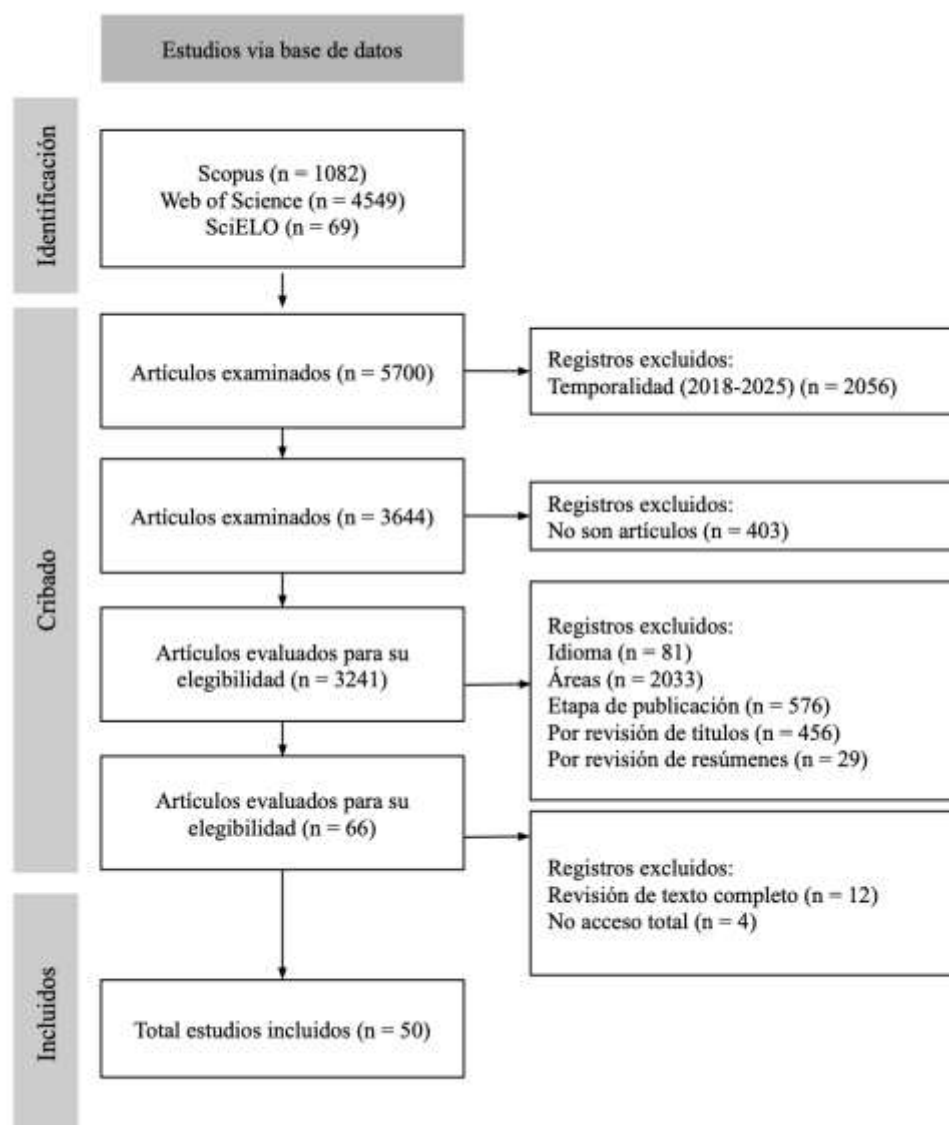 Estudios via base de datos
Identificación
Scopus (n = 1082)
Web of Science (n = 4549)
SciELO (n = 69)
Cribado
Artículos examinados (n = 5700)
Registros excluidos:
Temporalidad (2018-2025) (n = 2056)
Artículos examinados (n = 3644)
Registros excluidos:
No son artículos (n = 403)
Artículos evaluados para su
elegibilidad (n = 3241)
Registros excluidos:
Idioma (n = 81)
Áreas (n = 2033)
Etapa de publicación (n = 576)
Por revisión de títulos (n = 456)
Por revisión de resúmenes (n = 29)
Artículos evaluados para su
elegibilidad (n = 66)
Registros excluidos:
Revisión de texto completo (n = 12)
No acceso total (n = 4)
Incluidos
Total estudios incluidos (n = 50)